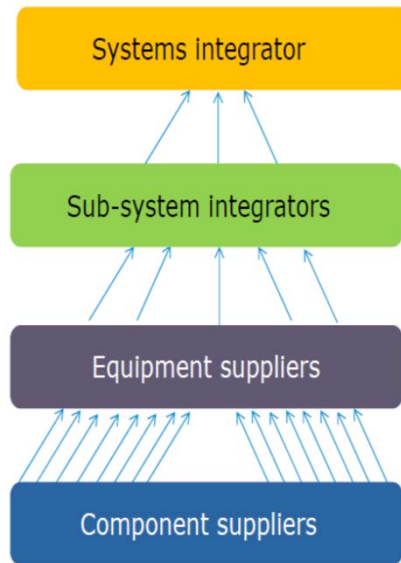 Systems integrator
Sub-system integrators
Equipment suppliers
Component suppliers